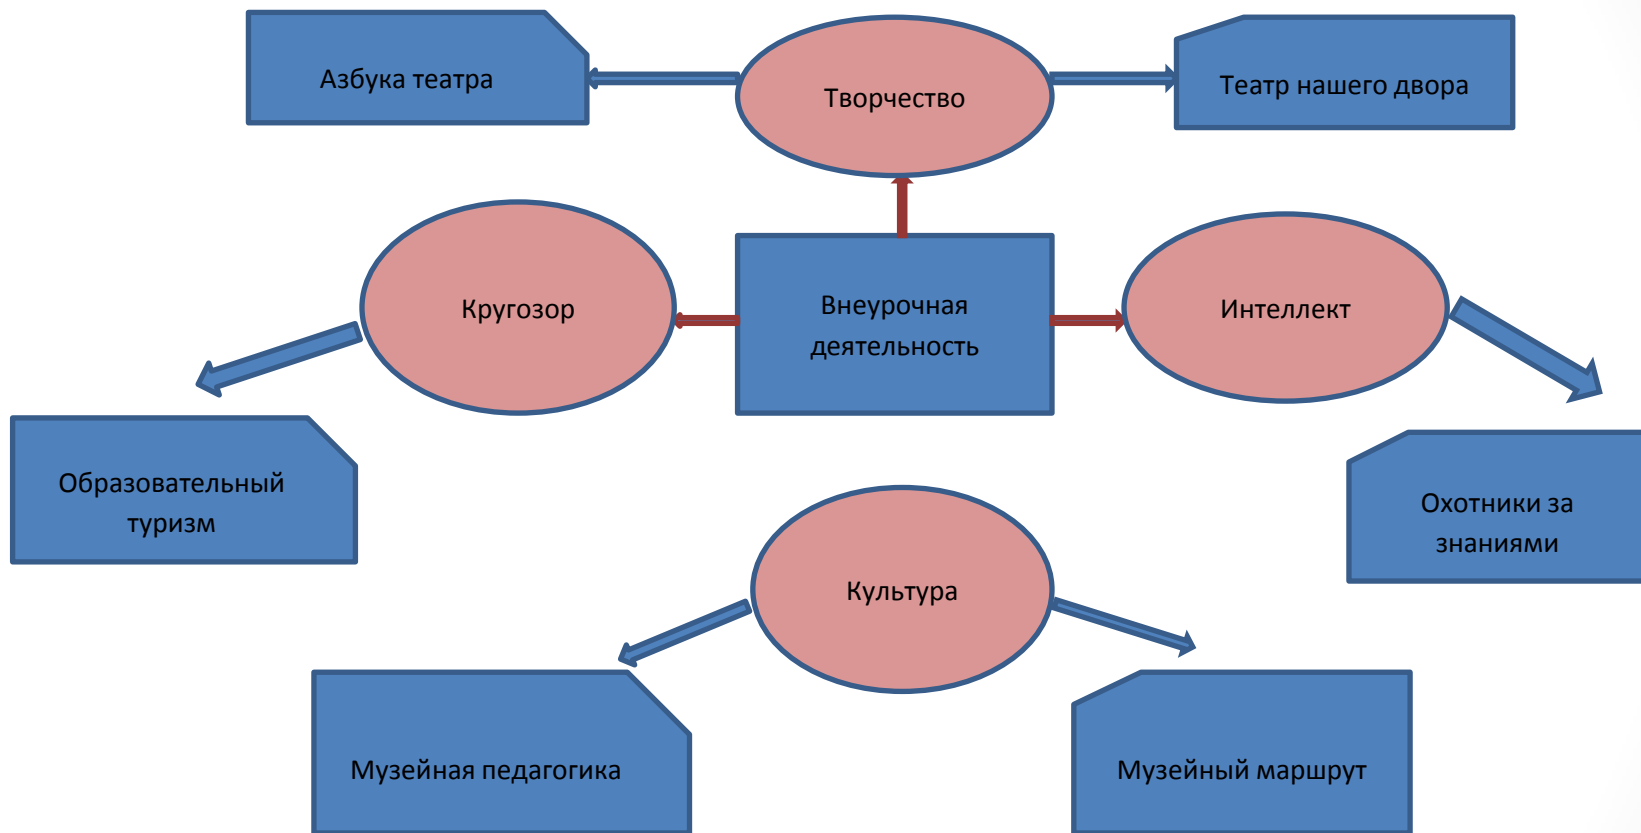 Азбука театра
Творчество
Театр нашего двора
Кругозор
Внеурочная
деятельность
Интеллект
Образовательный
туризм
Охотники за
знаниями
Культура
Музейная педагогика
Музейный маршрут